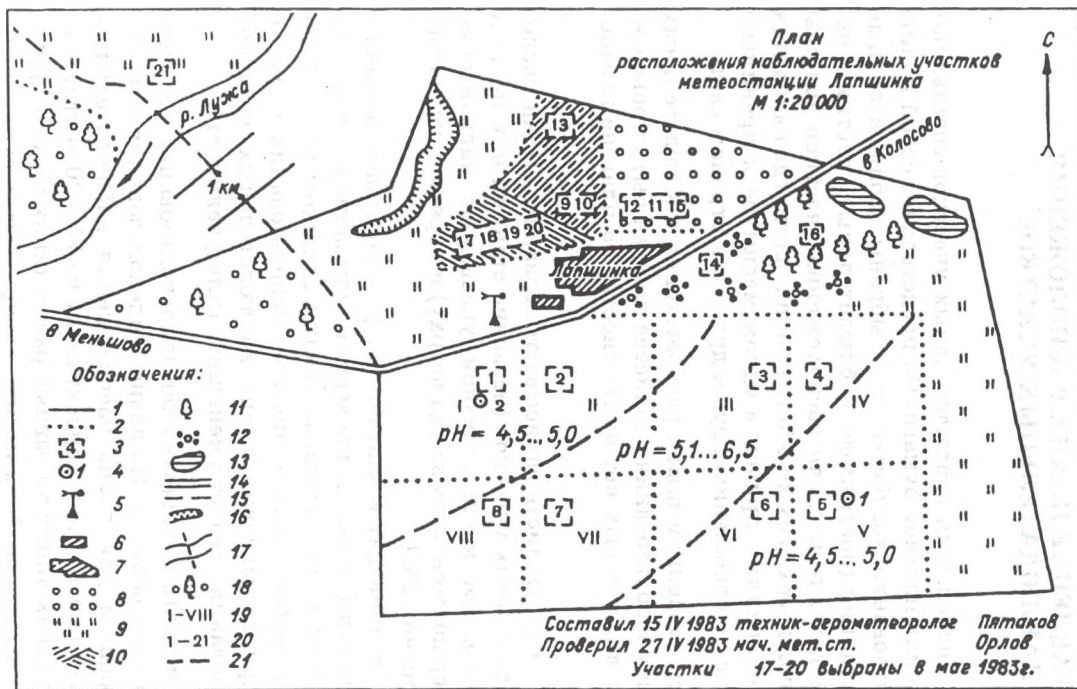 План
расположения наблюдательных участков
метеостанции Лапшинка
М 1:20 000
С
21
р. Лужа
1 км
13
в Колосово
9 10
12 11 15
17 18 19 20
16
14
Лапшинка
в Меньшово
Обозначения:
1
2
3
4
2
I
II
III
IV
рН = 4,5...5,0
рН = 5,1...6,5
8
7
6
5
1
VIII
VII
VI
V
рН = 4,5...5,0
1
2
4
3
1
4
5
6
7
8
9
10
11
12
13
14
15
16
17
18
I-VIII
19
1-21
20
21
Составил 15 IV 1983 техник-агрометеоролог Пятаков
Проверил 27 IV 1983 нач. мет. ст. Орлов
Участки 17-20 выбраны в мае 1983г.